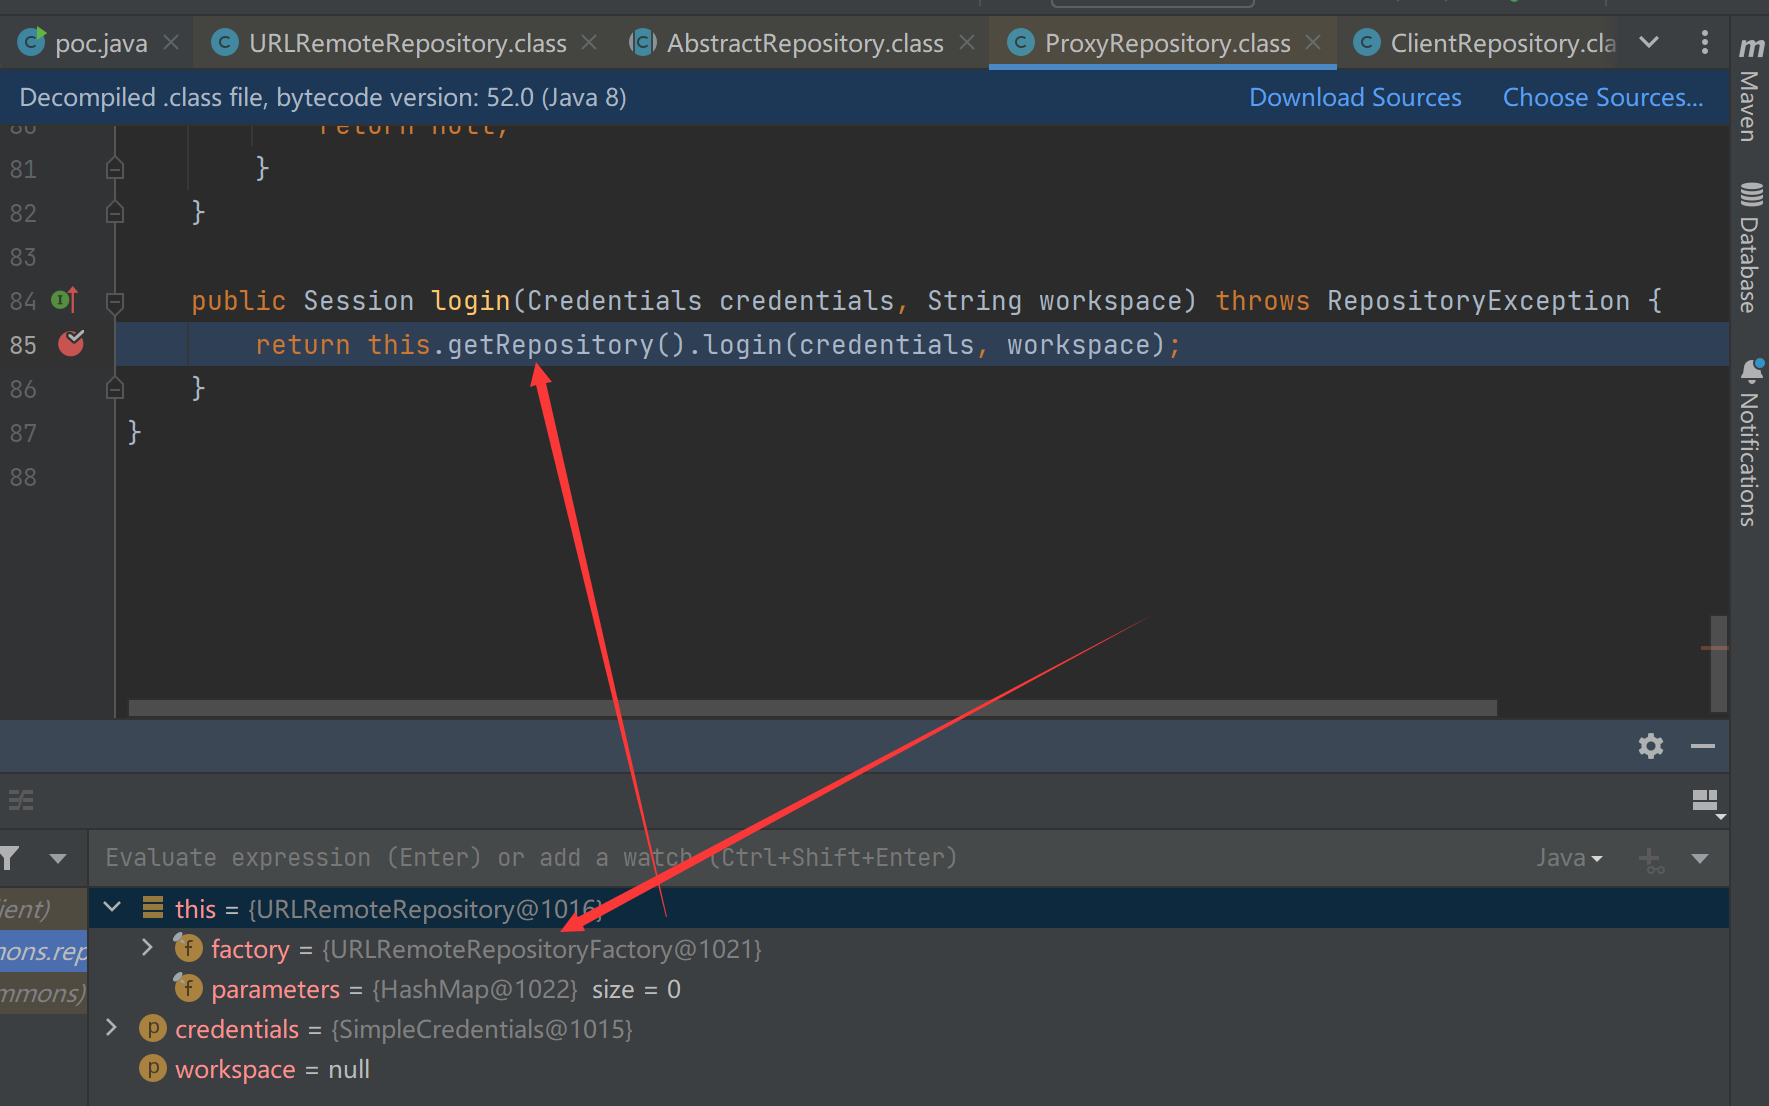 poc.java
URLRemoteRepository.class
AbstractRepository.class
ProxyRepository.class
ClientRepository.cla
Decompiled .class file, bytecode version: 52.0 (Java 8)
Download Sources
Choose Sources...
80 return null;
81 }
82 }
83
84 public Session login(Credentials credentials, String workspace) throws RepositoryException {
85 return this.getRepository().login(credentials, workspace);
86 }
87 }
88
Maven
Database
Notifications
Evaluate expression (Enter) or add a watch (Ctrl+Shift+Enter)
Java
ient)
ons.rep
mmons)
this = {URLRemoteRepository@1016}
factory = {URLRemoteRepositoryFactory@1021}
parameters = {HashMap@1022} size = 0
credentials = {SimpleCredentials@1015}
workspace = null